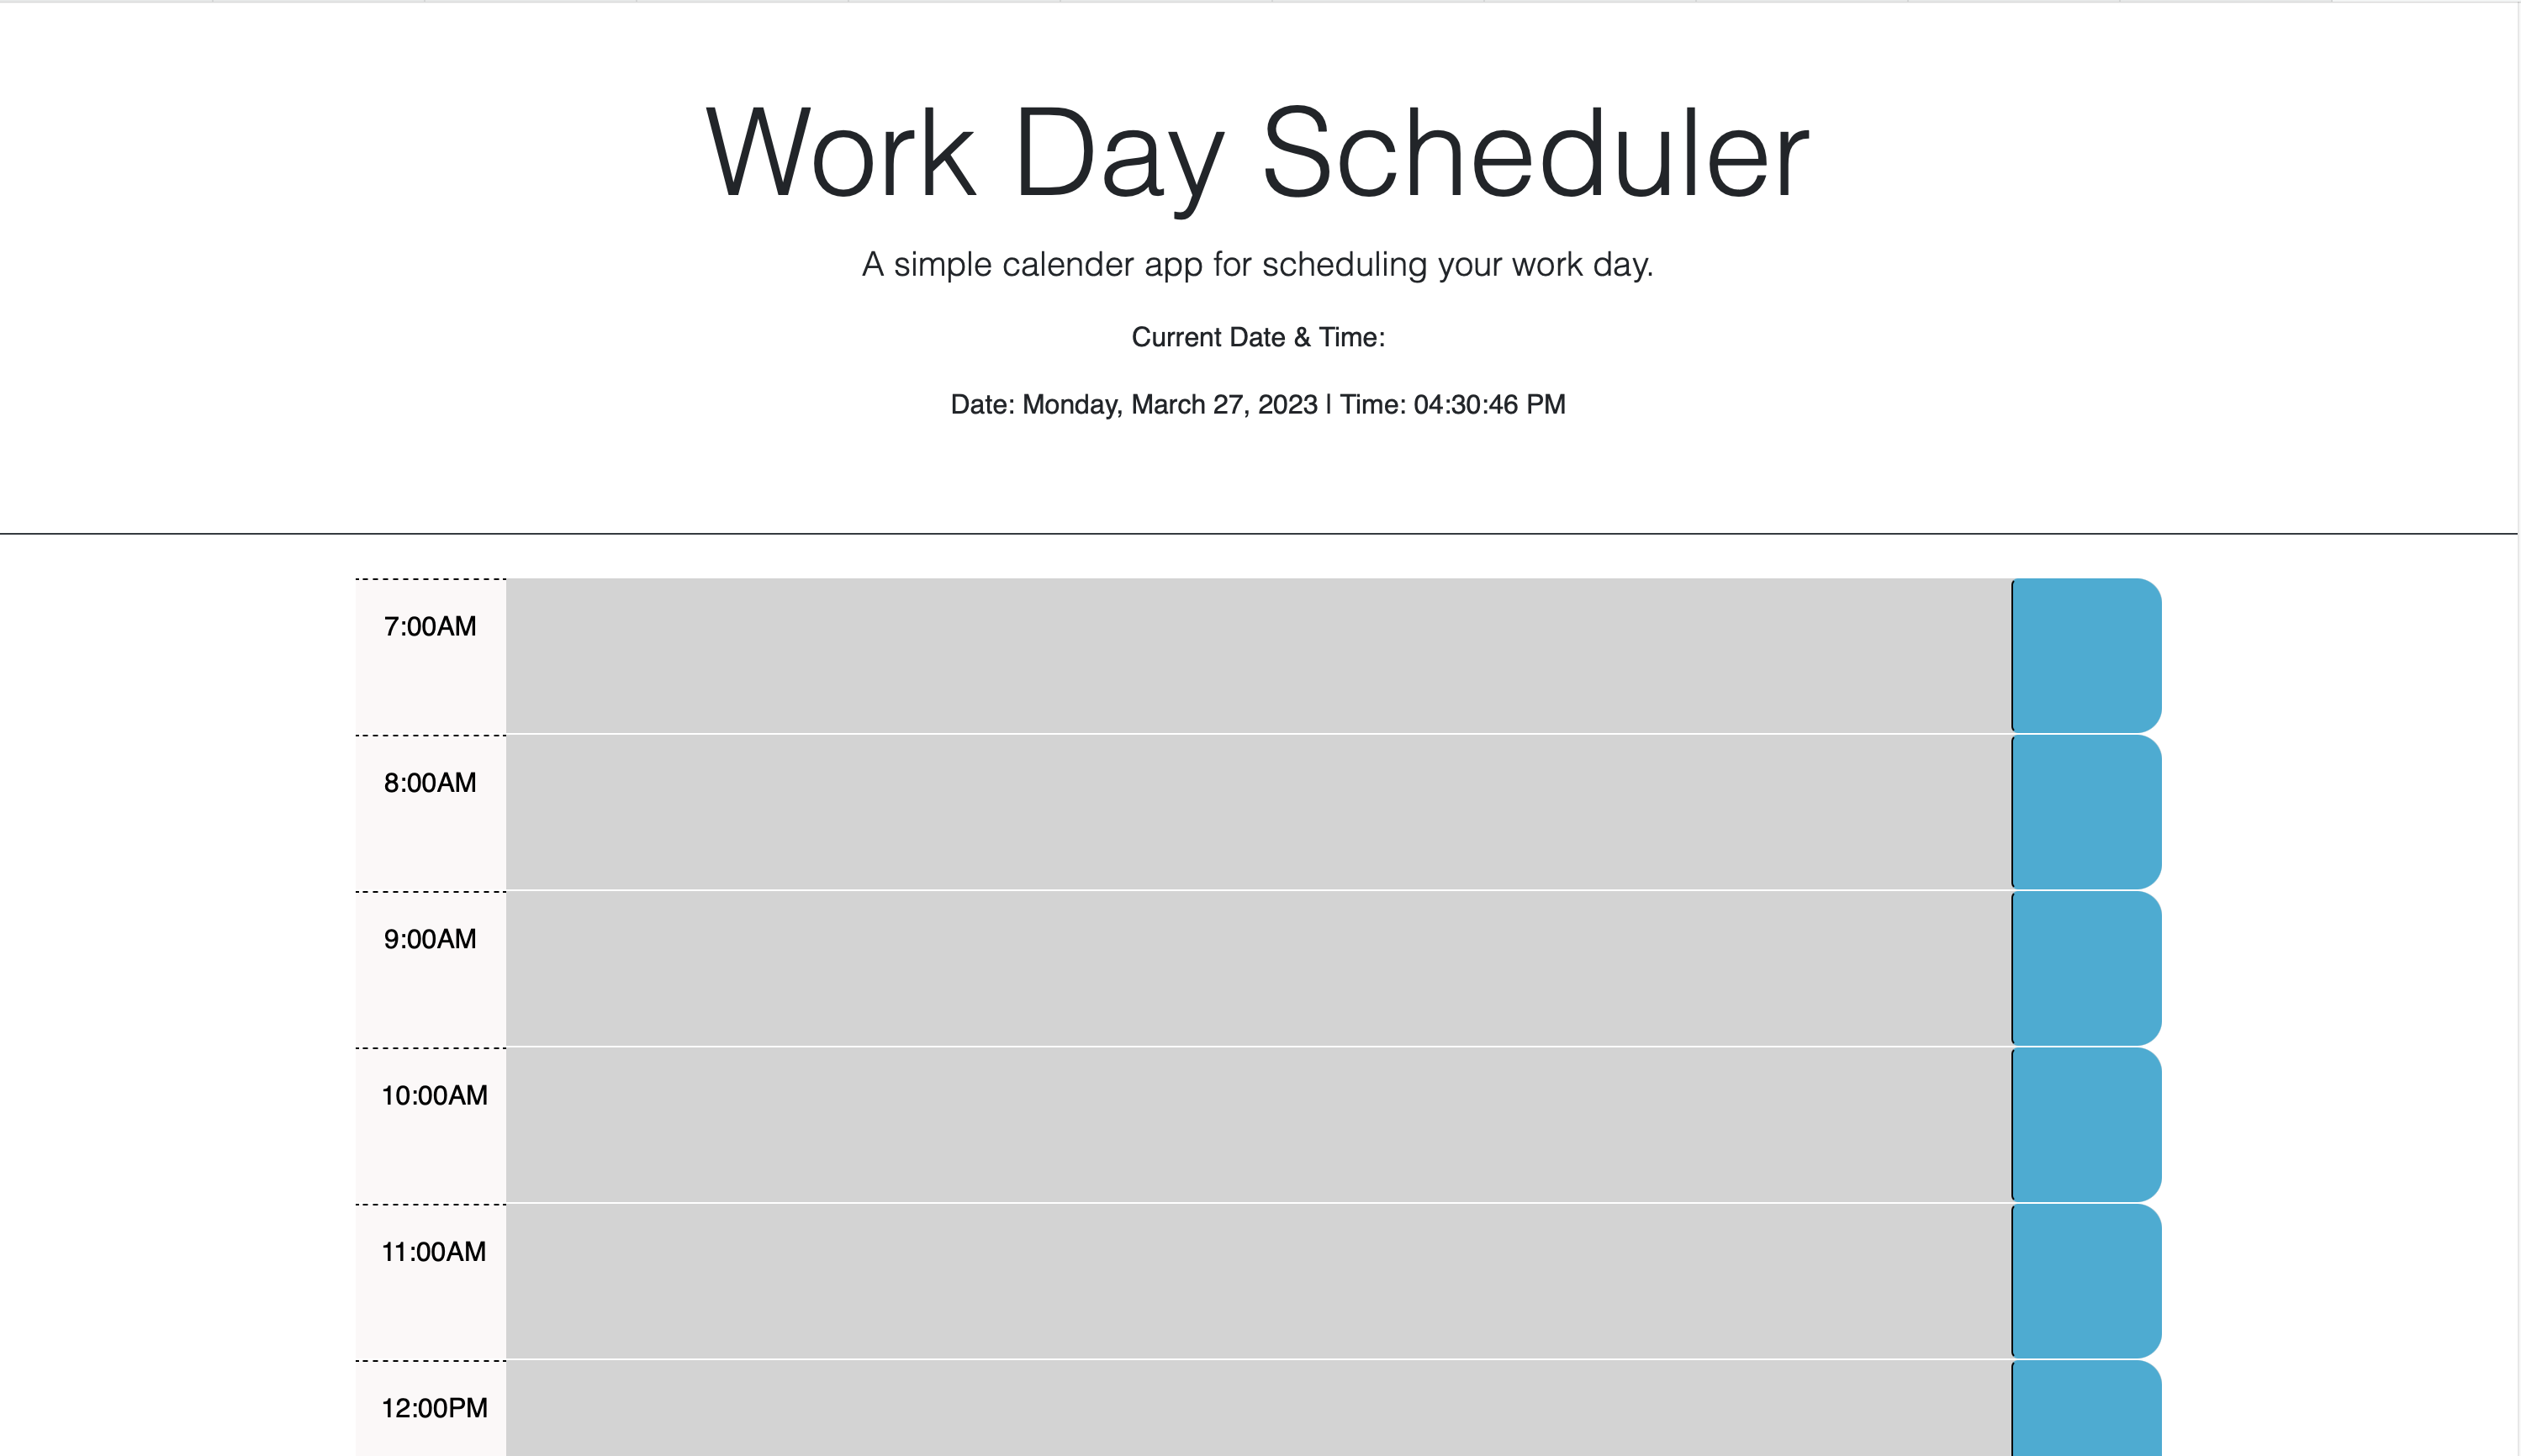 Work Day Scheduler
A simple calender app for scheduling your work day.
Current Date & Time:
Date: Monday, March 27, 2023 | Time: 04:30:46 PM
7:00AM
8:00AM
9:00AM
10:00AM
11:00AM
12:00PM